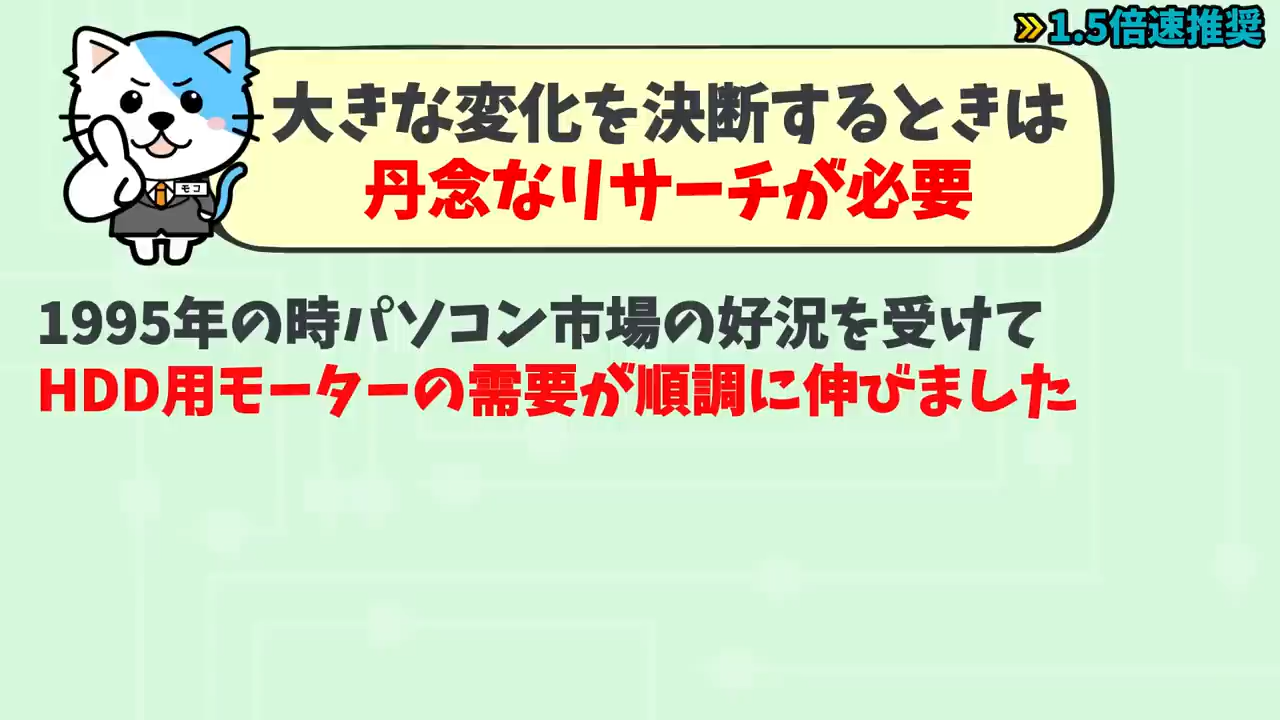 1.5倍速推奨
大きな変化を決断するときは
丹念なリサーチが必要
モコ
1995年の時パソコン市場の好況を受けて
HDD用モーターの需要が順調に伸びました